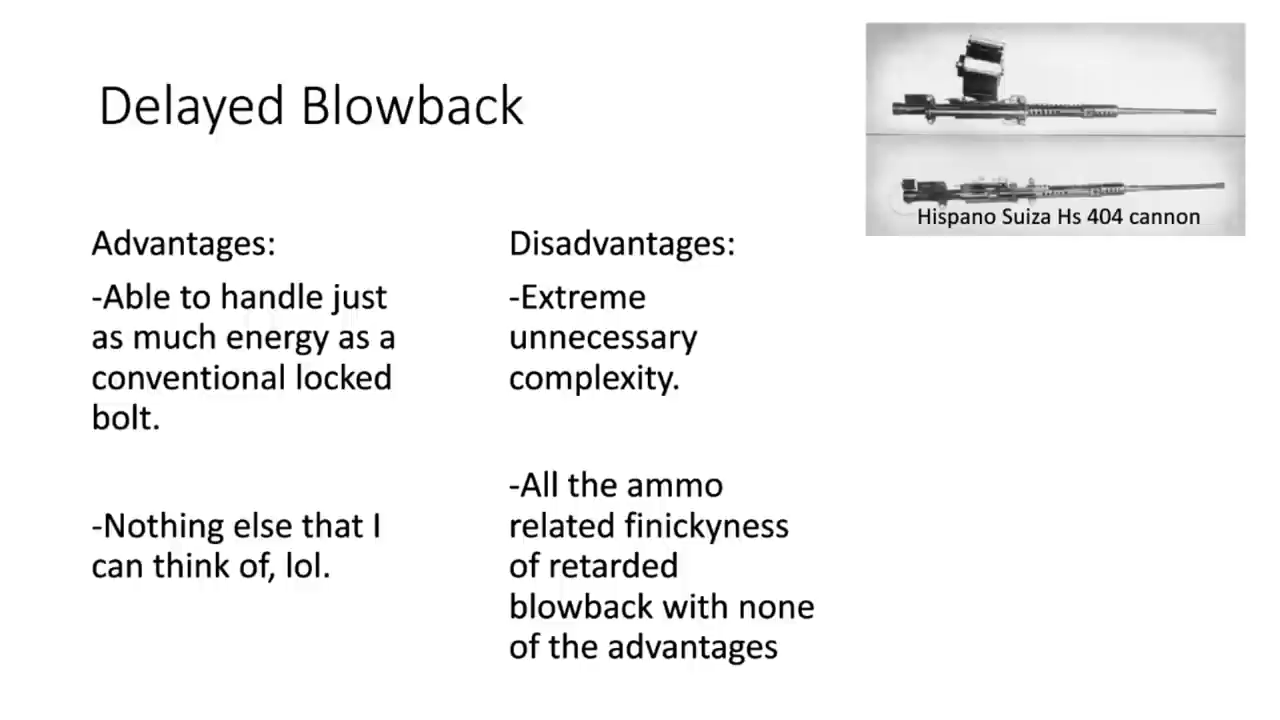 Delayed Blowback
Hispano Suiza Hs 404 cannon
Advantages:
-Able to handle just
as much energy as a
conventional locked
bolt.
-Nothing else that I
can think of, lol.
Disadvantages:
-Extreme
unnecessary
complexity.
-All the ammo
related finickyness
of retarded
blowback with none
of the advantages